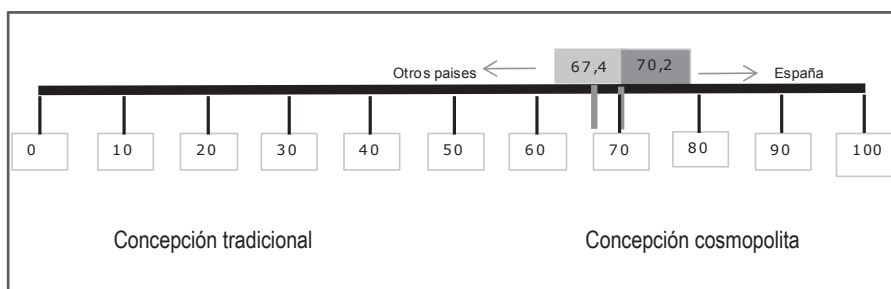 67,4 70,2
Otros paises España
0 10 20 30 40 50 60 70 80 90 100
Concepción tradicional Concepción cosmopolita